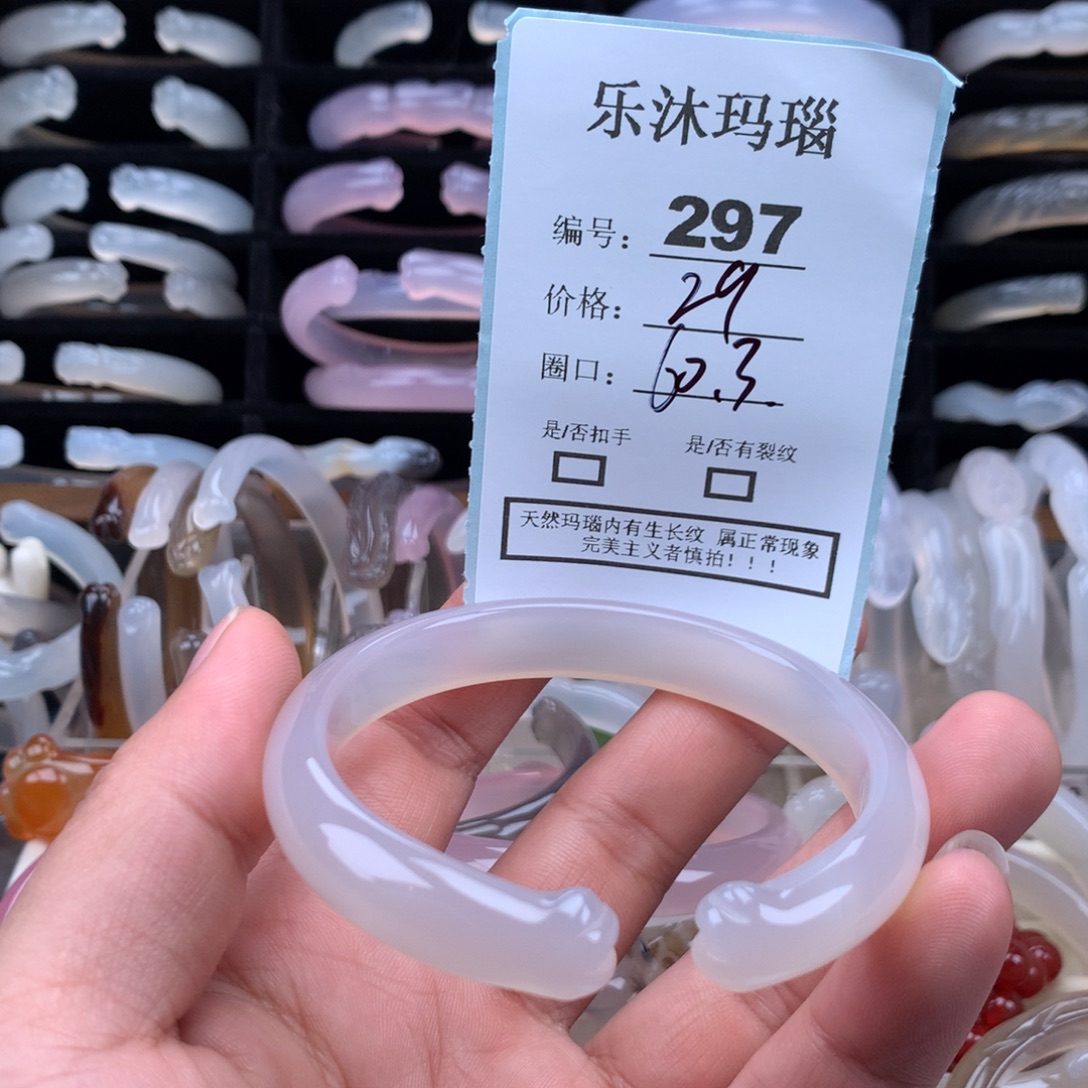 乐沐玛瑙
编号：297
价格：29
圈口：60.3
是/否扣手 是/否有裂纹
天然玛瑙内有生长纹 属正常现象
完美主义者慎拍！！！